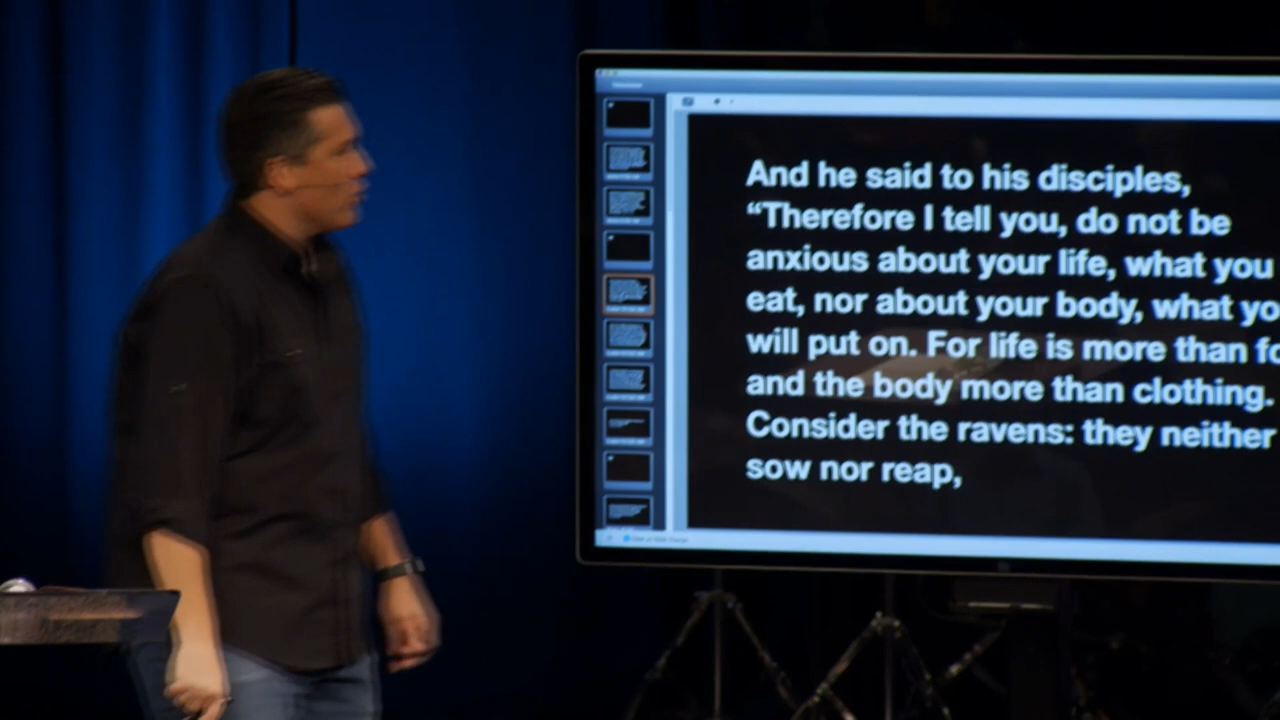 And he said to his disciples,
“Therefore I tell you, do not be
anxious about your life, what you
eat, nor about your body, what yo
will put on. For life is more than fo
and the body more than clothing.
Consider the ravens: they neither
sow nor reap,